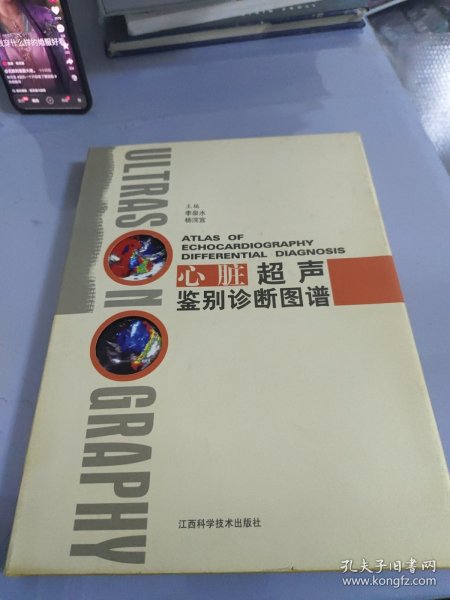 ULTRASONOGRAPHY
主编
李泉水
杨浣宜
ATLAS OF
ECHOCARDIOGRAPHY
DIFFERENTIAL DIAGNOSIS
心脏超声
鉴别诊断图谱
江西科学技术出版社
孔夫子旧书网
www.kongfz.com